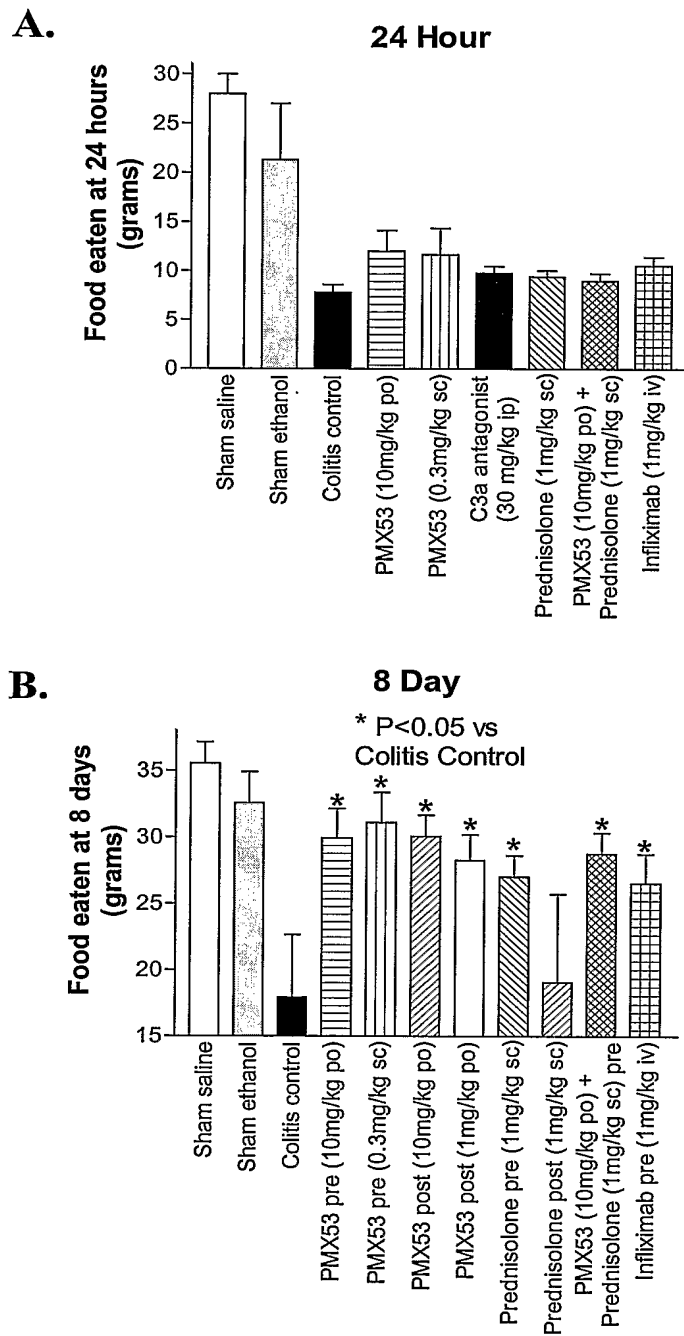 A.
24 Hour
Food eaten at 24 hours
(grams)
30
25
20
15
10
5
0
Sham saline
Sham ethanol
Colitis control
PMX53 (10mg/kg po)
PMX53 (0.3mg/kg sc)
C3a antagonist
(30 mg/kg ip)
Prednisolone (1mg/kg sc)
PMX53 (10mg/kg po) +
Prednisolone (1mg/kg sc)
Infliximab (1mg/kg iv)
B.
8 Day
* P<0.05 vs
Colitis Control
Food eaten at 8 days
(grams)
35
30
25
20
15
* * * * * * *
Sham saline
Sham ethanol
Colitis control
PMX53 pre (10mg/kg po)
PMX53 pre (0.3mg/kg sc)
PMX53 post (10mg/kg po)
PMX53 post (1mg/kg po)
Prednisolone pre (1mg/kg sc)
Prednisolone post (1mg/kg sc)
PMX53 (10mg/kg po) +
Prednisolone (1mg/kg sc) pre
Infliximab pre (1mg/kg iv)